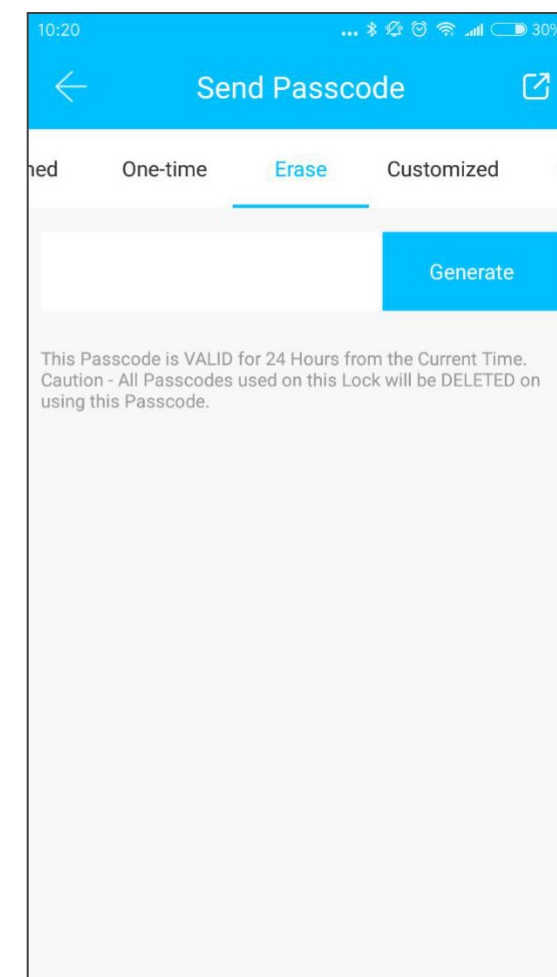 10:20 ... 30%
Send Passcode
ned One-time Erase Customized
Generate
This Passcode is VALID for 24 Hours from the Current Time.
Caution - All Passcodes used on this Lock will be DELETED on
using this Passcode.